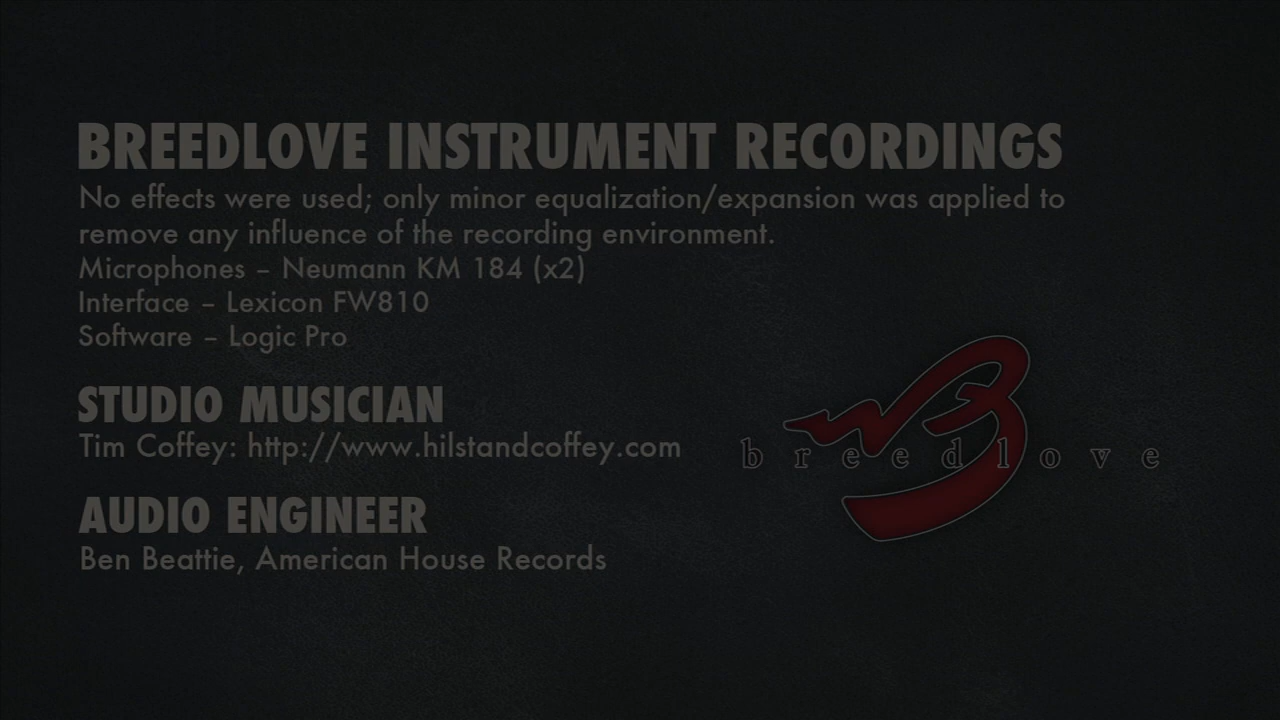 BREEDLOVE INSTRUMENT RECORDINGS
No effects were used; only minor equalization/expansion was applied to
remove any influence of the recording environment.
Microphones – Neumann KM 184 (x2)
Interface – Lexicon FW810
Software – Logic Pro
STUDIO MUSICIAN
Tim Coffey: http://www.hilstandcoffey.com
breedlove
AUDIO ENGINEER
Ben Beattie, American House Records